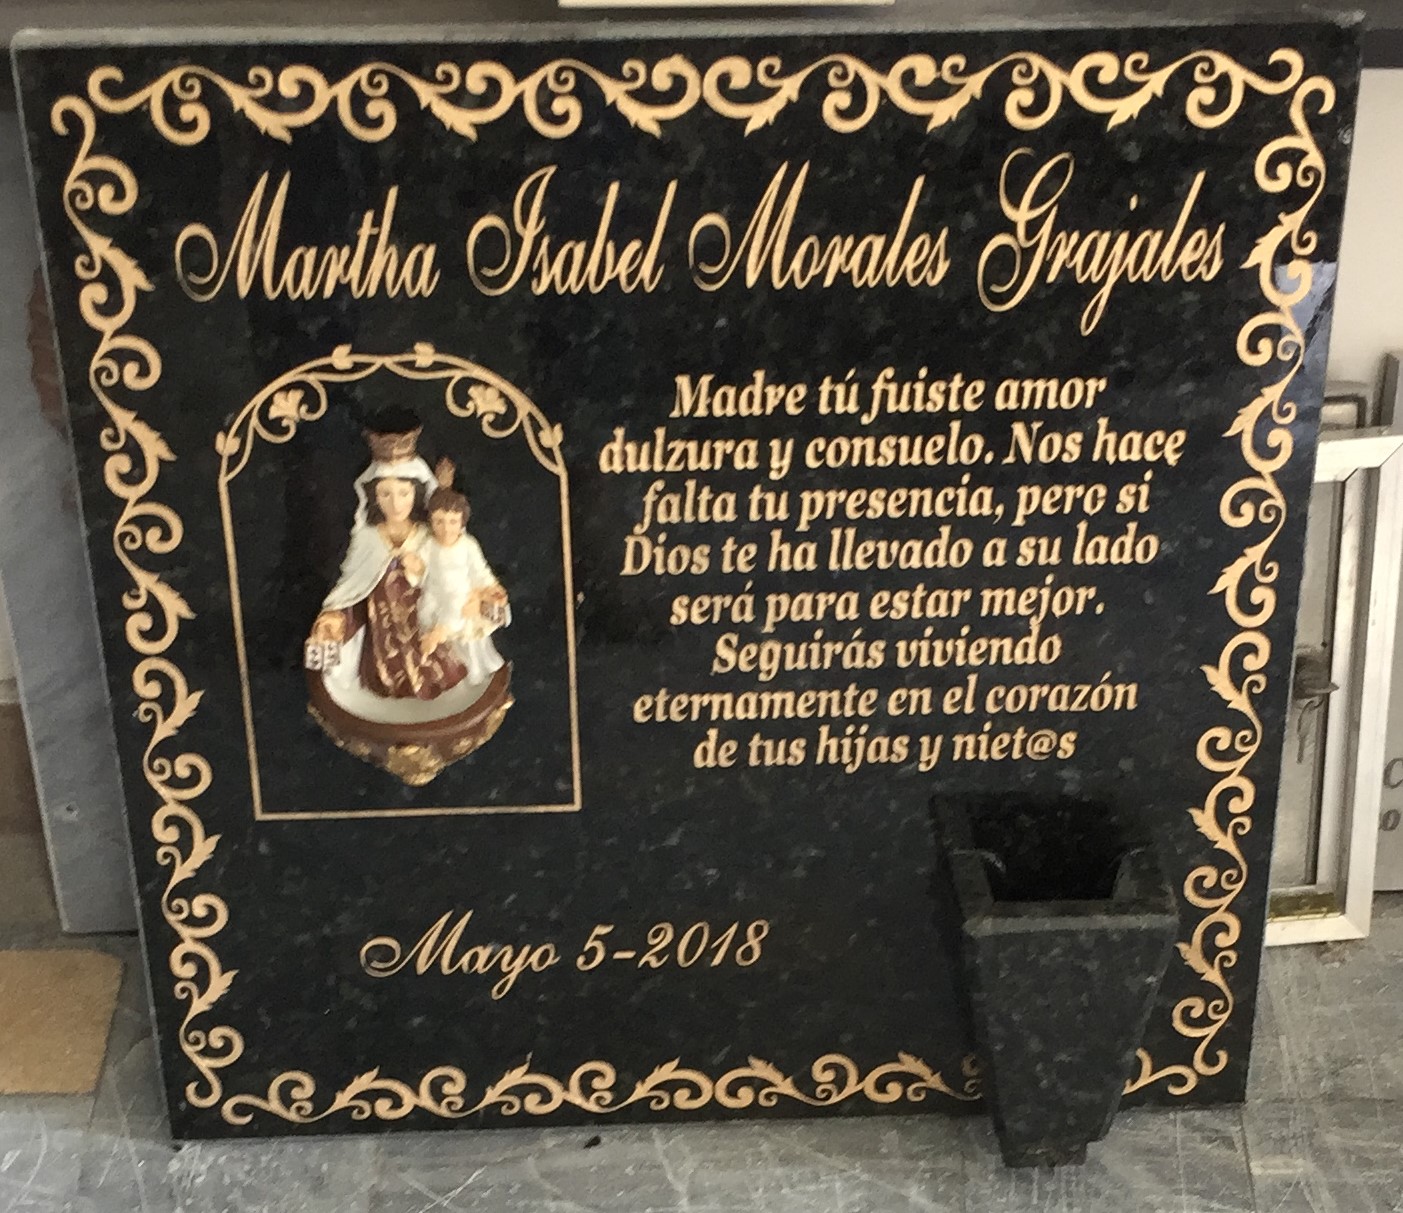 Martha Isabel Morales Grajales
Madre tú fuiste amor
dulzura y consuelo. Nos hace
falta tu presencia, pero si
Dios te ha llevado a su lado
será para estar mejor.
Seguirás viviendo
eternamente en el corazón
de tus hijas y niet@s
Mayo 5-2018